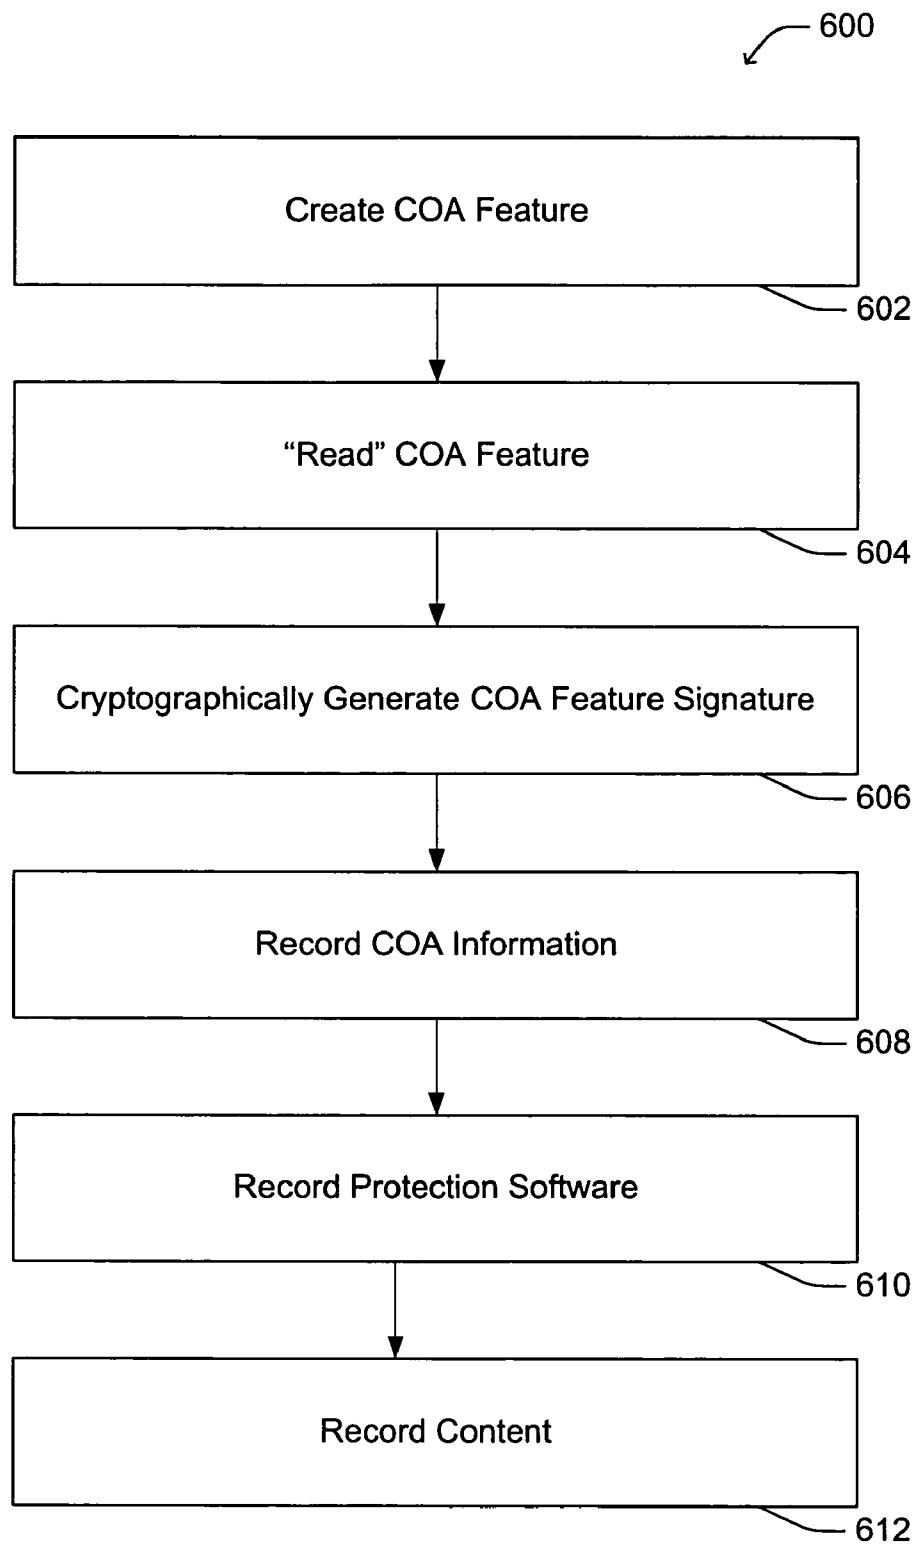 600
Create COA Feature
602
“Read” COA Feature
604
Cryptographically Generate COA Feature Signature
606
Record COA Information
608
Record Protection Software
610
Record Content
612